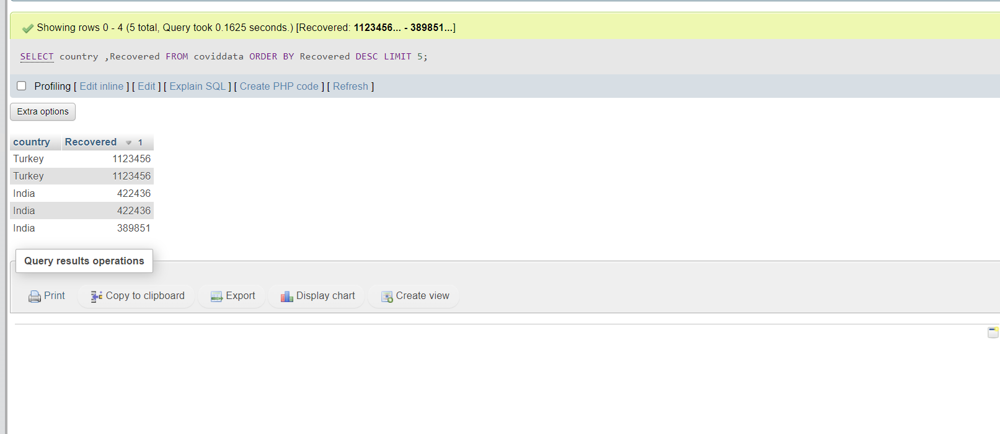 Showing rows 0 - 4 (5 total, Query took 0.1625 seconds.) [Recovered: 1123456... - 389851...]
SELECT country ,Recovered FROM coviddata ORDER BY Recovered DESC LIMIT 5;
Profiling [ Edit inline ] [ Edit ] [ Explain SQL ] [ Create PHP code ] [ Refresh ]
Extra options
country Recovered 1
Turkey 1123456
Turkey 1123456
India 422436
India 422436
India 389851
Query results operations
Print Copy to clipboard Export Display chart Create view